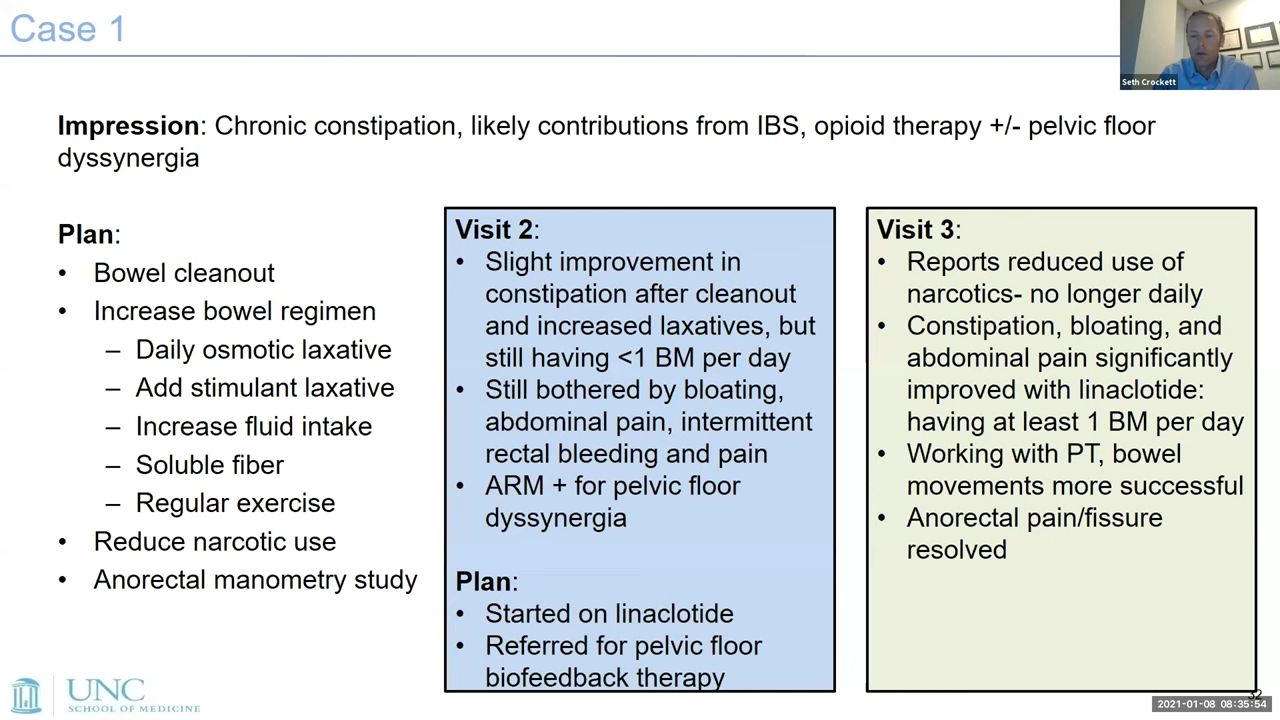 Case 1
Seth Crockett
Impression: Chronic constipation, likely contributions from IBS, opioid therapy +/- pelvic floor
dyssynergia
Plan:
• Bowel cleanout
• Increase bowel regimen
– Daily osmotic laxative
– Add stimulant laxative
– Increase fluid intake
– Soluble fiber
– Regular exercise
• Reduce narcotic use
• Anorectal manometry study
Visit 2:
• Slight improvement in
constipation after cleanout
and increased laxatives, but
still having <1 BM per day
• Still bothered by bloating,
abdominal pain, intermittent
rectal bleeding and pain
• ARM + for pelvic floor
dyssynergia
Plan:
• Started on linaclotide
• Referred for pelvic floor
biofeedback therapy
Visit 3:
• Reports reduced use of
narcotics- no longer daily
• Constipation, bloating, and
abdominal pain significantly
improved with linaclotide:
having at least 1 BM per day
• Working with PT, bowel
movements more successful
• Anorectal pain/fissure
resolved
UNC
SCHOOL OF MEDICINE
32
2021-01-08 08:35:54